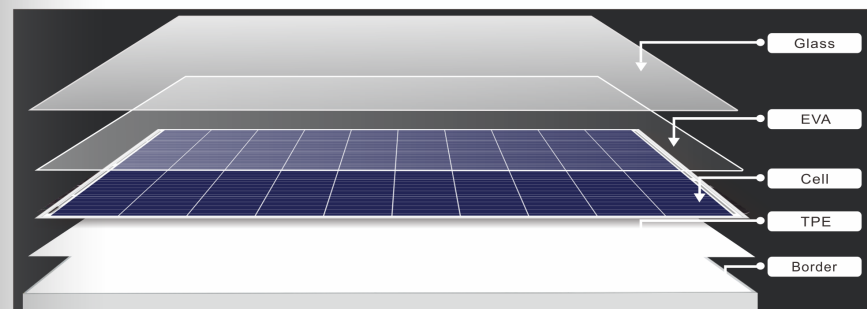 Glass
EVA
Cell
TPE
Border